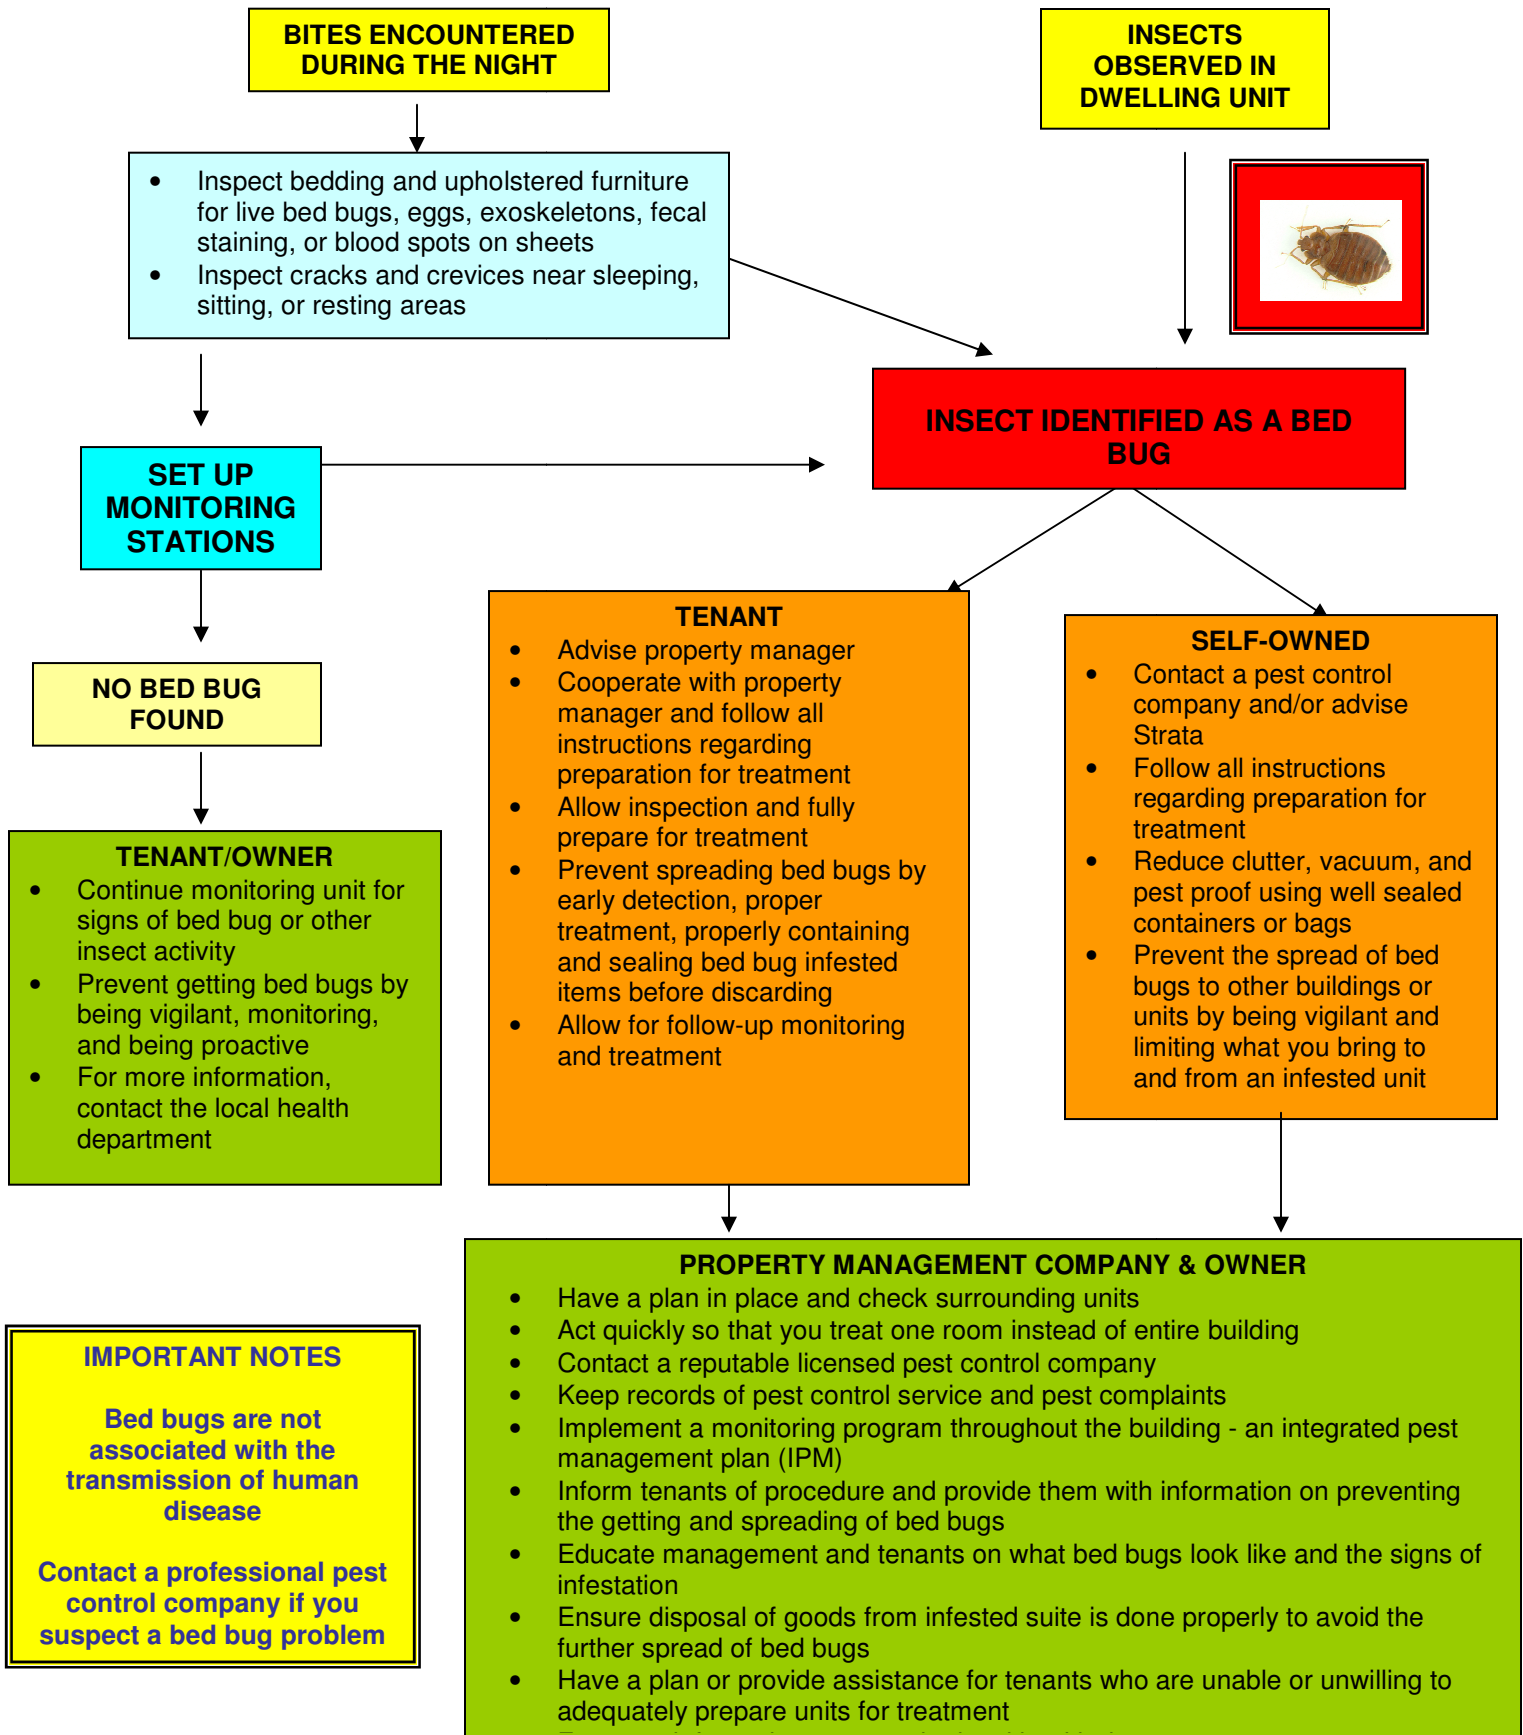 BITES ENCOUNTERED
DURING THE NIGHT
INSECTS
OBSERVED IN
DWELLING UNIT
• Inspect bedding and upholstered furniture
for live bed bugs, eggs, exoskeletons, fecal
staining, or blood spots on sheets
• Inspect cracks and crevices near sleeping,
sitting, or resting areas
INSECT IDENTIFIED AS A BED
BUG
SET UP
MONITORING
STATIONS
NO BED BUG
FOUND
TENANT/OWNER
• Continue monitoring unit for
signs of bed bug or other
insect activity
• Prevent getting bed bugs by
being vigilant, monitoring,
and being proactive
• For more information,
contact the local health
department
TENANT
• Advise property manager
• Cooperate with property
manager and follow all
instructions regarding
preparation for treatment
• Allow inspection and fully
prepare for treatment
• Prevent spreading bed bugs by
early detection, proper
treatment, properly containing
and sealing bed bug infested
items before discarding
• Allow for follow-up monitoring
and treatment
SELF-OWNED
• Contact a pest control
company and/or advise
Strata
• Follow all instructions
regarding preparation for
treatment
• Reduce clutter, vacuum, and
pest proof using well sealed
containers or bags
• Prevent the spread of bed
bugs to other buildings or
units by being vigilant and
limiting what you bring to
and from an infested unit
PROPERTY MANAGEMENT COMPANY & OWNER
• Have a plan in place and check surrounding units
• Act quickly so that you treat one room instead of entire building
• Contact a reputable licensed pest control company
• Keep records of pest control service and pest complaints
• Implement a monitoring program throughout the building - an integrated pest
management plan (IPM)
• Inform tenants of procedure and provide them with information on preventing
the getting and spreading of bed bugs
• Educate management and tenants on what bed bugs look like and the signs of
infestation
• Ensure disposal of goods from infested suite is done properly to avoid the
further spread of bed bugs
• Have a plan or provide assistance for tenants who are unable or unwilling to
adequately prepare units for treatment
IMPORTANT NOTES
Bed bugs are not
associated with the
transmission of human
disease
Contact a professional pest
control company if you
suspect a bed bug problem